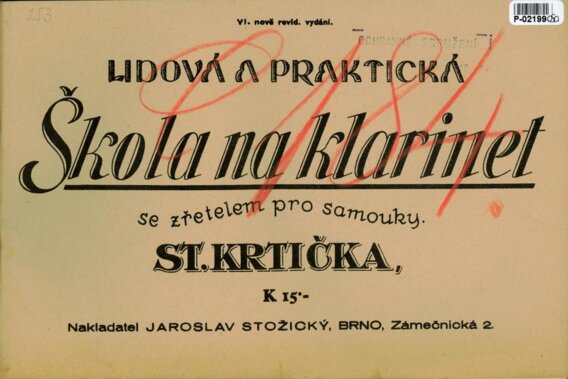 253
VI. nově revid. vydání.
P-02199
LIDOVÁ A PRAKTICKÁ
Škola na klarinet
se zřetelem pro samouky.
ST. KRTIČKA,
K 15·-
Nakladatel JAROSLAV STOŽICKÝ, BRNO, Zámečnická 2.